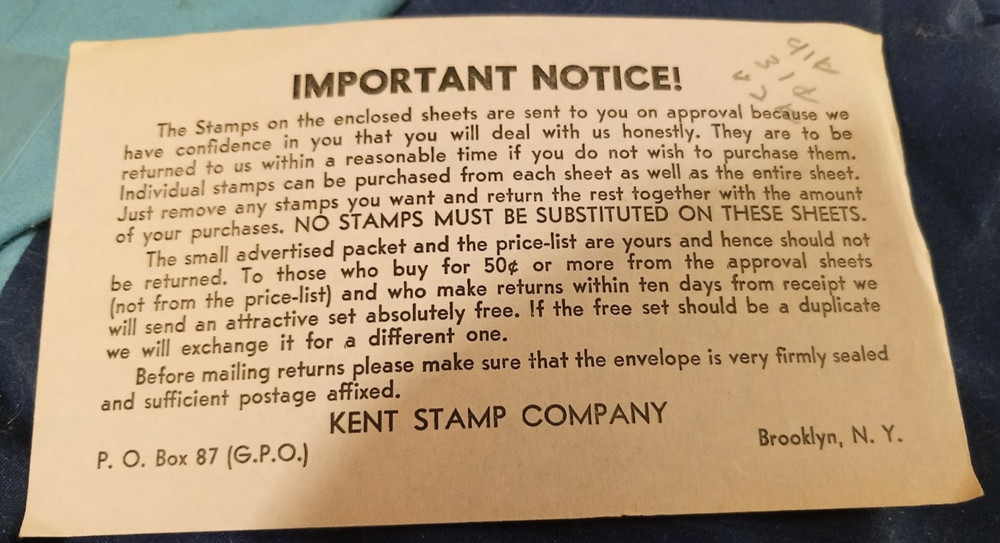 IMPORTANT NOTICE!
The Stamps on the enclosed sheets are sent to you on approval because we
have confidence in you that you will deal with us honestly. They are to be
returned to us within a reasonable time if you do not wish to purchase them.
Individual stamps can be purchased from each sheet as well as the entire sheet.
Just remove any stamps you want and return the rest together with the amount
of your purchases. NO STAMPS MUST BE SUBSTITUTED ON THESE SHEETS.
The small advertised packet and the price-list are yours and hence should not
be returned. To those who buy for 50¢ or more from the approval sheets
(not from the price-list) and who make returns within ten days from receipt we
will send an attractive set absolutely free. If the free set should be a duplicate
we will exchange it for a different one.
Before mailing returns please make sure that the envelope is very firmly sealed
and sufficient postage affixed.
KENT STAMP COMPANY
P. O. Box 87 (G.P.O.)
Brooklyn, N. Y.